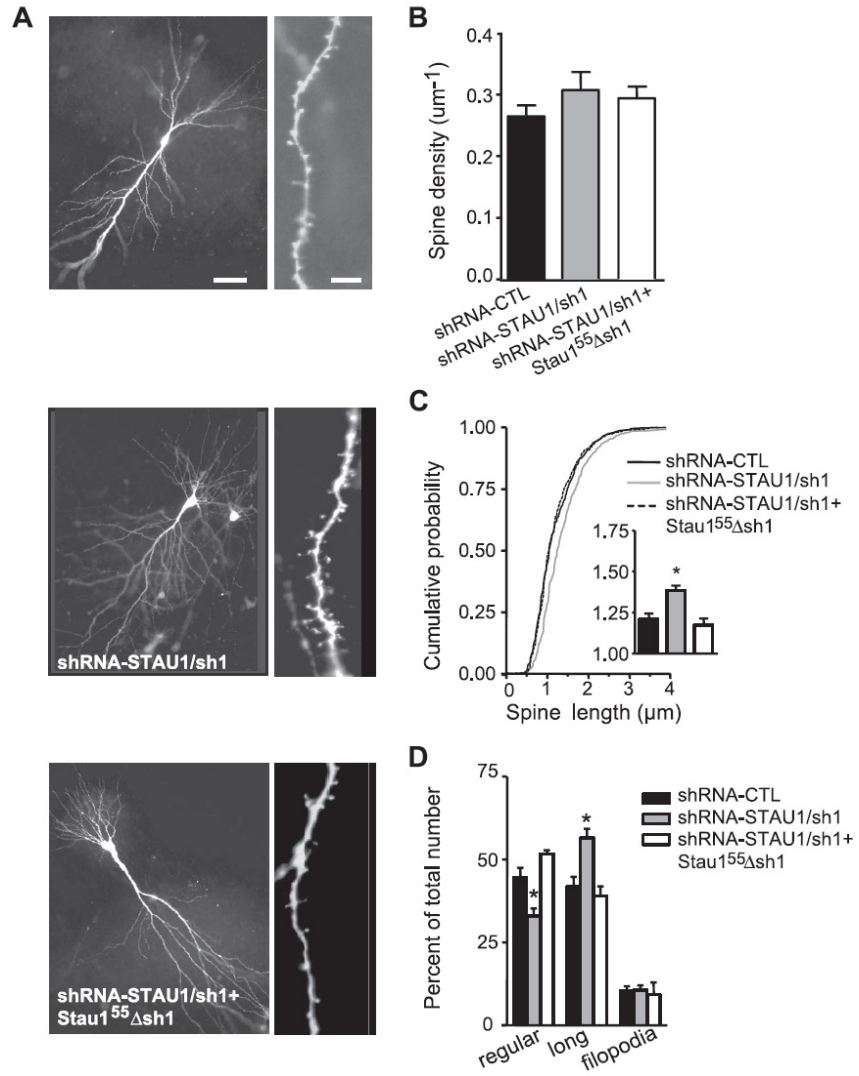 A
shRNA-STAU1/sh1
shRNA-STAU1/sh1+
Stau1⁵⁵Δsh1
B
Spine density (um-1)
0.4
0.3
0.2
0.1
0.0
shRNA-CTL
shRNA-STAU1/sh1
shRNA-STAU1/sh1+
Stau1⁵⁵Δsh1
C
Cumulative probability
1.00
0.75
0.50
0.25
0.00
0 1 2 3 4
Spine length (µm)
shRNA-CTL
shRNA-STAU1/sh1
shRNA-STAU1/sh1+
Stau1⁵⁵Δsh1
1.75
1.50
1.25
1.00
*
D
Percent of total number
75
50
25
0
*
*
regular
long
filopodia
shRNA-CTL
shRNA-STAU1/sh1
shRNA-STAU1/sh1+
Stau1⁵⁵Δsh1